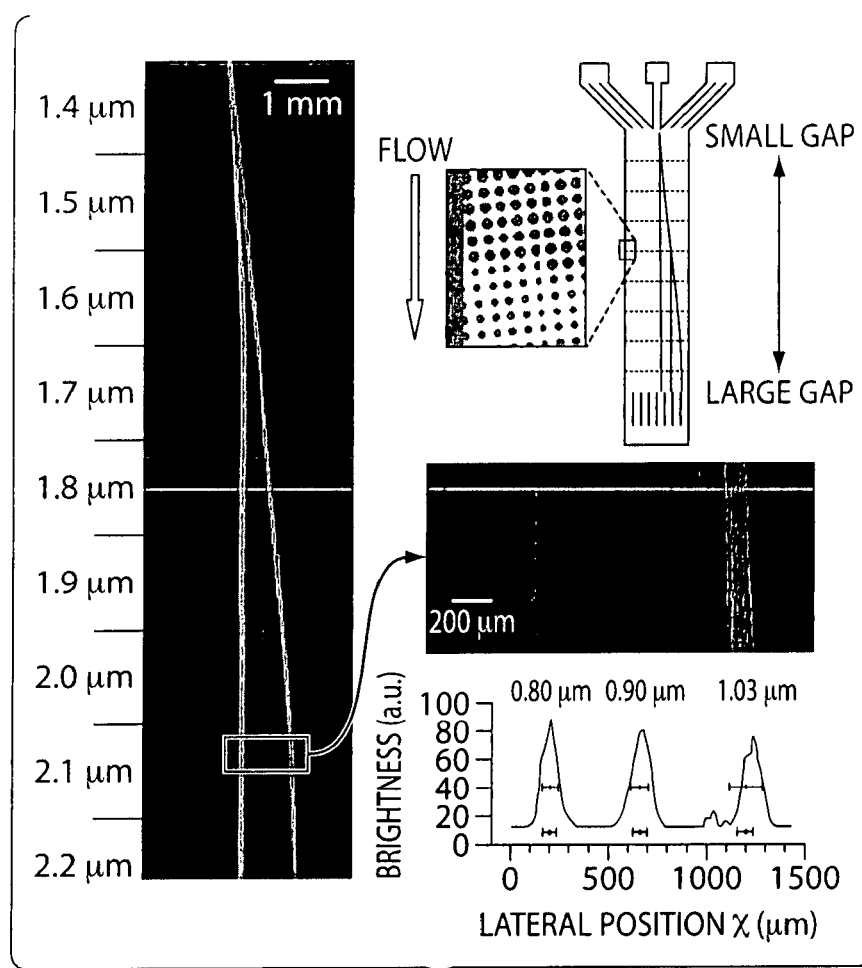 1.4 μm
1.5 μm
1.6 μm
1.7 μm
1.8 μm
1.9 μm
2.0 μm
2.1 μm
2.2 μm
1 mm
FLOW
SMALL GAP
LARGE GAP
200 μm
0.80 μm 0.90 μm 1.03 μm
BRIGHTNESS (a.u.)
100
80
60
40
20
0
0 500 1000 1500
LATERAL POSITION χ (μm)